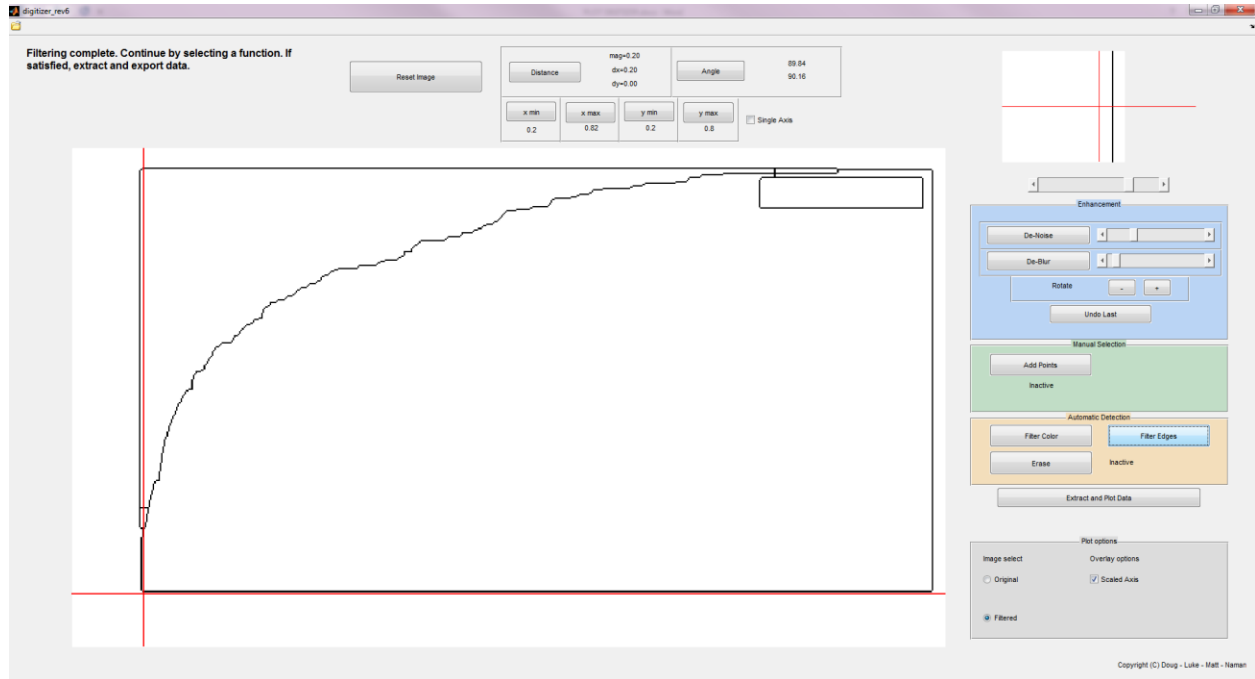 digitizer_rev6
Filtering complete. Continue by selecting a function. If
satisfied, extract and export data.
Reset Image
Distance
mag=0.20
dx=0.20
dy=0.00
Angle
89.84
90.16
x min
x max
y min
y max
Single Axis
0.2
0.82
0.2
0.8
Enhancement
De-Noise
De-Blur
Rotate
-
+
Undo Last
Manual Selection
Add Points
Inactive
Automatic Detection
Filter Color
Filter Edges
Erase
Inactive
Extract and Plot Data
Plot options
Image select
Overlay options
Original
Scaled Axis
Filtered
Copyright (C) Doug - Luke - Matt - Naman